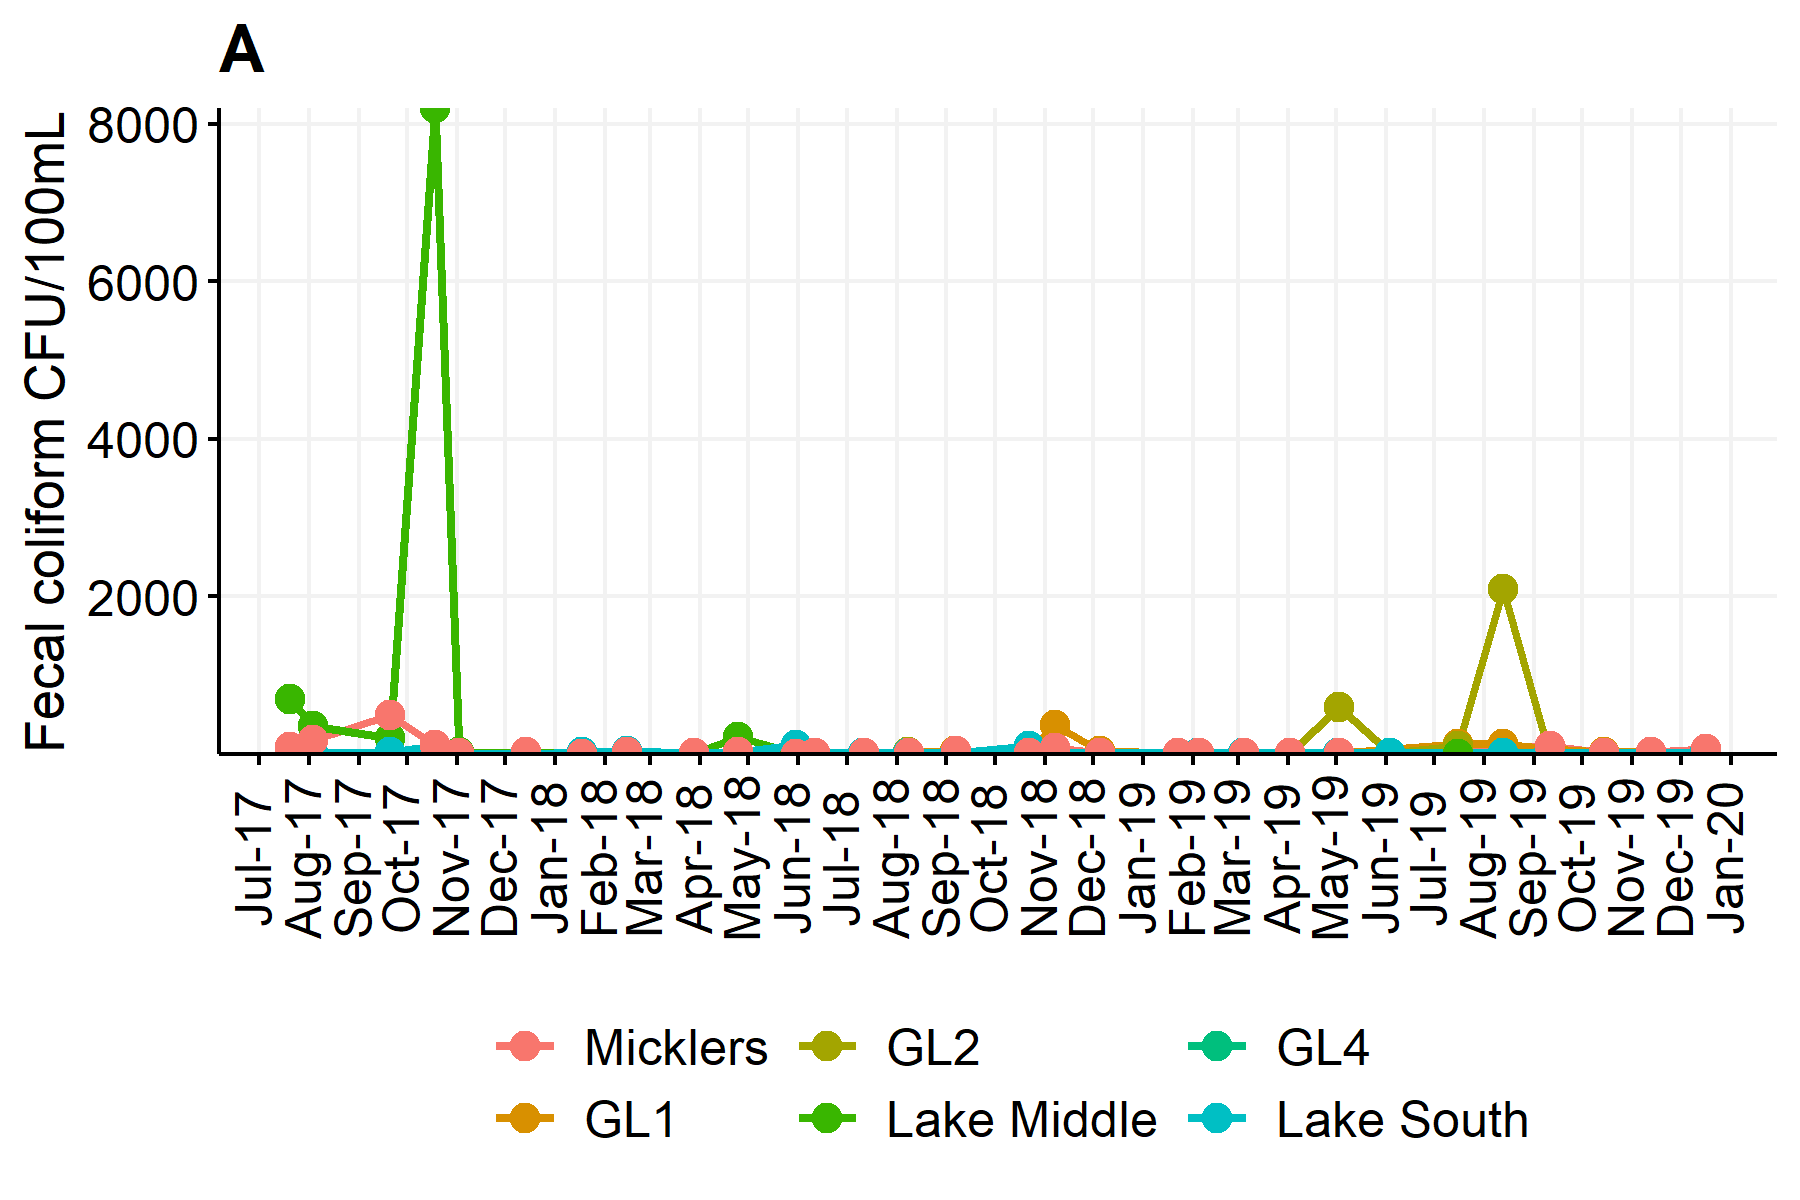 A
Fecal coliform CFU/100mL
8000
6000
4000
2000
Jul-17
Aug-17
Sep-17
Oct-17
Nov-17
Dec-17
Jan-18
Feb-18
Mar-18
Apr-18
May-18
Jun-18
Jul-18
Aug-18
Sep-18
Oct-18
Nov-18
Dec-18
Jan-19
Feb-19
Mar-19
Apr-19
May-19
Jun-19
Jul-19
Aug-19
Sep-19
Oct-19
Nov-19
Dec-19
Jan-20
Micklers
GL2
GL4
GL1
Lake Middle
Lake South